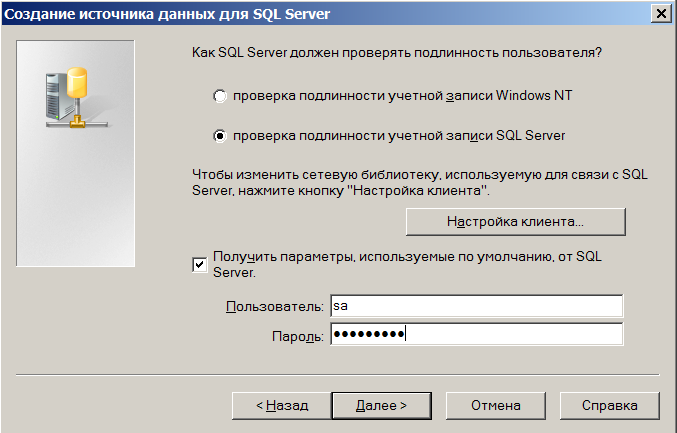 Создание источника данных для SQL Server
Как SQL Server должен проверять подлинность пользователя?
проверка подлинности учетной записи Windows NT
проверка подлинности учетной записи SQL Server
Чтобы изменить сетевую библиотеку, используемую для связи с SQL
Server, нажмите кнопку "Настройка клиента".
Настройка клиента...
Получить параметры, используемые по умолчанию, от SQL
Server.
Пользователь: sa
Пароль: ●●●●●●●●●
< Назад Далее > Отмена Справка